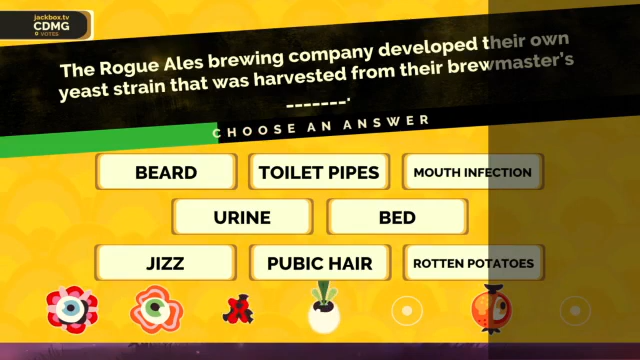 jackbox.tv
CDMG
0 VOTES
The Rogue Ales brewing company developed their own
yeast strain that was harvested from their brewmaster's
_______.
CHOOSE AN ANSWER
BEARD
TOILET PIPES
MOUTH INFECTION
URINE
BED
JIZZ
PUBIC HAIR
ROTTEN POTATOES